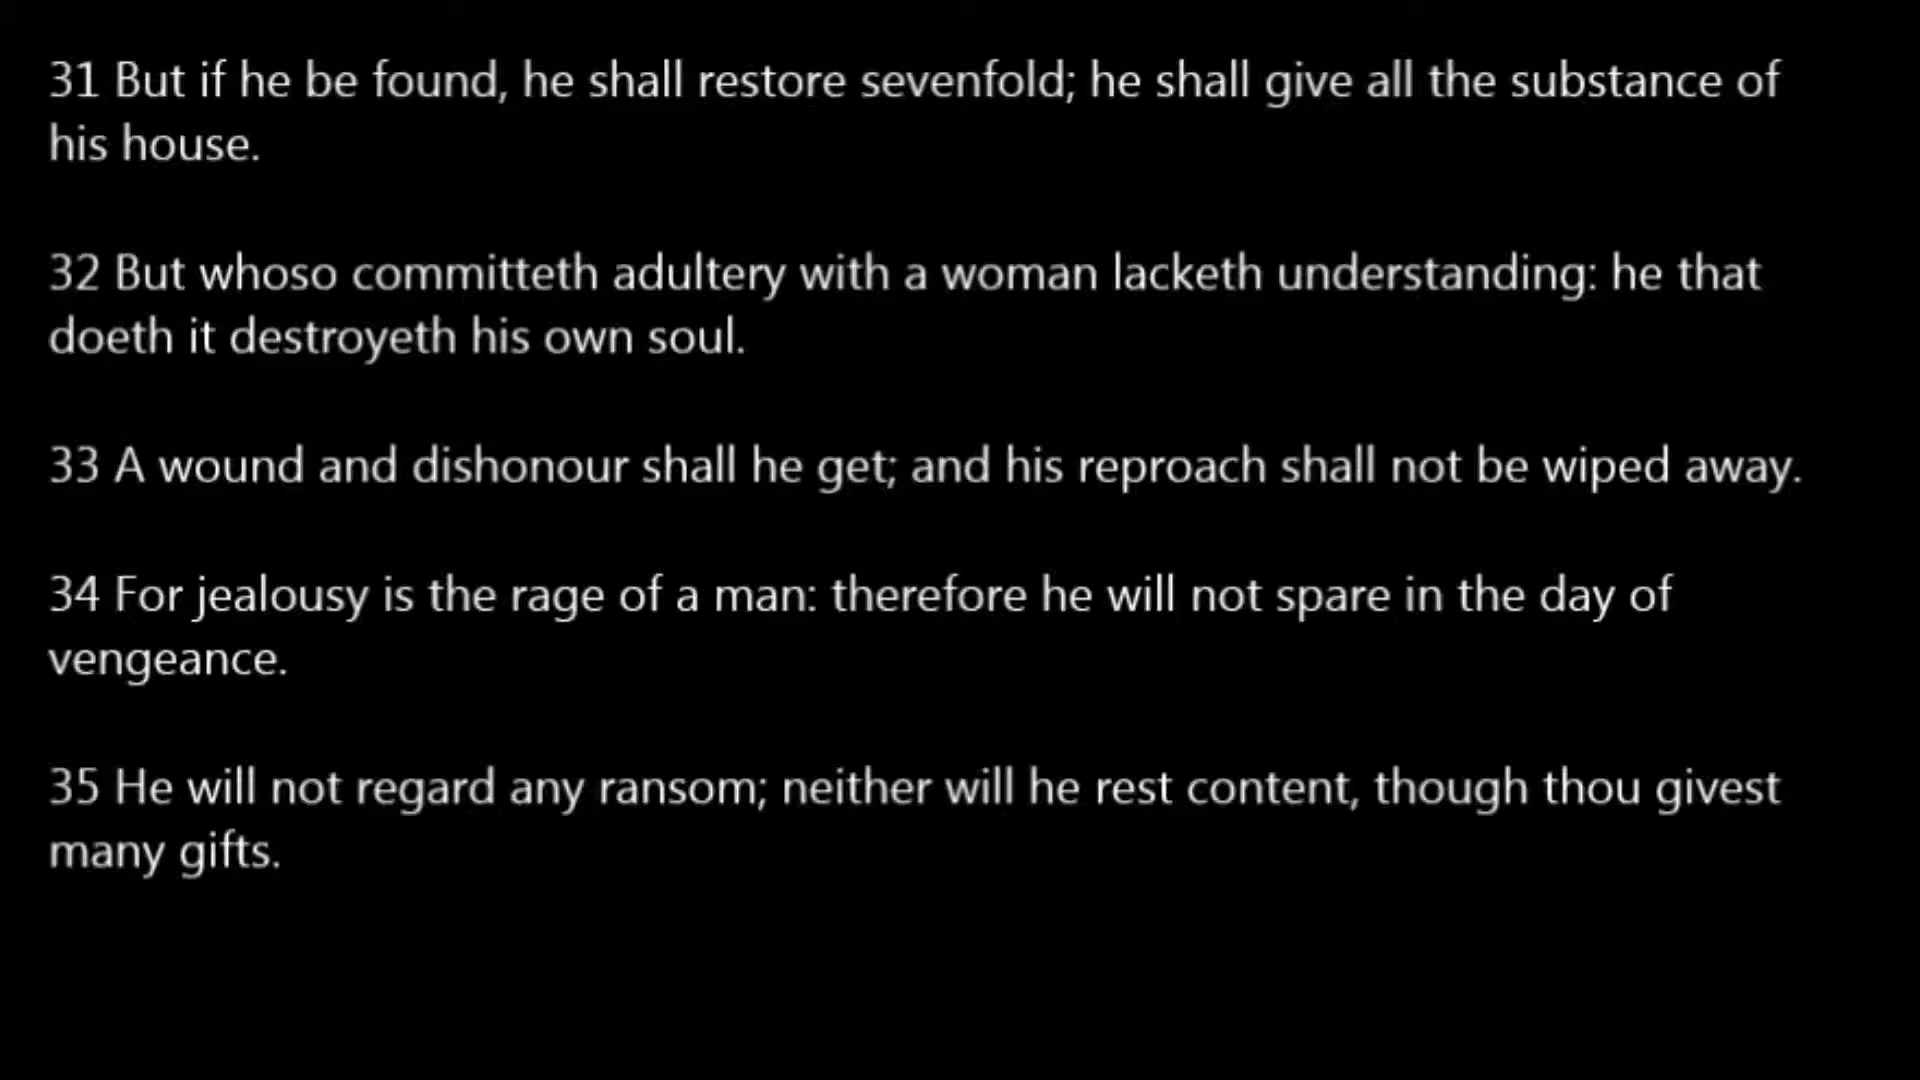 31 But if he be found, he shall restore sevenfold; he shall give all the substance of
his house.
32 But whoso committeth adultery with a woman lacketh understanding: he that
doeth it destroyeth his own soul.
33 A wound and dishonour shall he get; and his reproach shall not be wiped away.
34 For jealousy is the rage of a man: therefore he will not spare in the day of
vengeance.
35 He will not regard any ransom; neither will he rest content, though thou givest
many gifts.